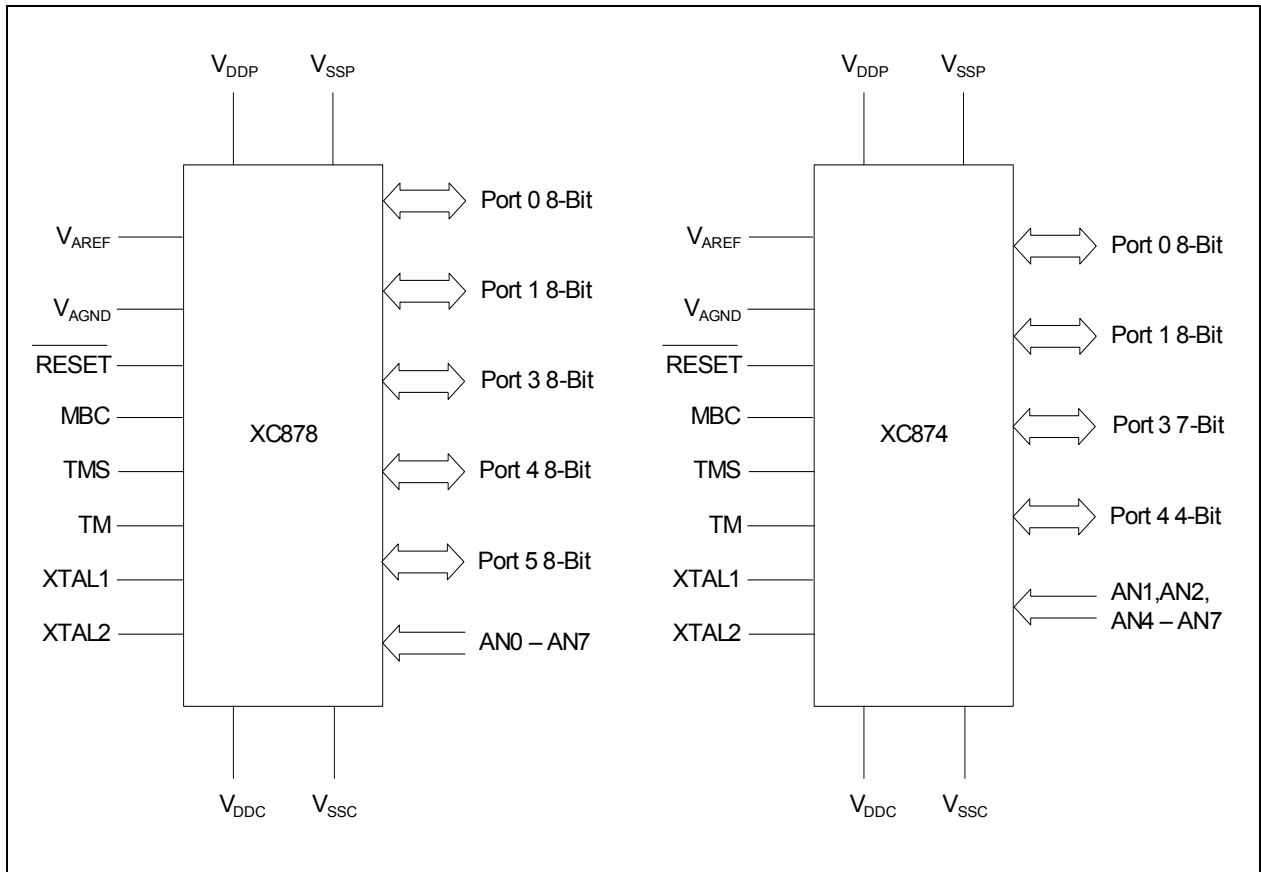 VDDP
VSSP
VAREF
VAGND
RESET
MBC
TMS
TM
XTAL1
XTAL2
XC878
Port 0 8-Bit
Port 1 8-Bit
Port 3 8-Bit
Port 4 8-Bit
Port 5 8-Bit
AN0 – AN7
VDDC
VSSC
VDDP
VSSP
VAREF
VAGND
RESET
MBC
TMS
TM
XTAL1
XTAL2
XC874
Port 0 8-Bit
Port 1 8-Bit
Port 3 7-Bit
Port 4 4-Bit
AN1,AN2,
AN4 – AN7
VDDC
VSSC